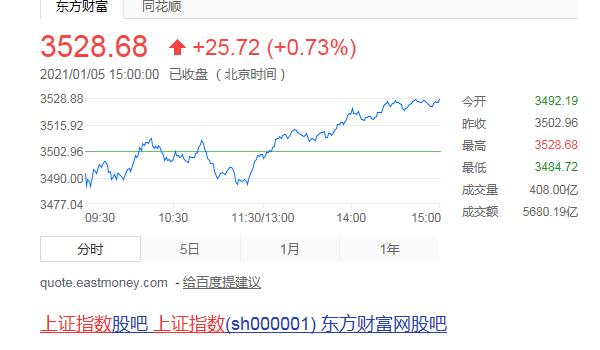 东方财富 同花顺
3528.68 +25.72 (+0.73%)
2021/01/05 15:00:00 已收盘 (北京时间)
3528.88
3515.92
3502.96
3490.00
3477.04
09:30 10:30 11:30/13:00 14:00 15:00
今开 3492.19
昨收 3502.96
最高 3528.68
最低 3484.72
成交量 408.00亿
成交额 5680.19亿
分时 5日 1月 1年
quote.eastmoney.com - 给百度提建议
上证指数股吧_上证指数(sh000001)_东方财富网股吧